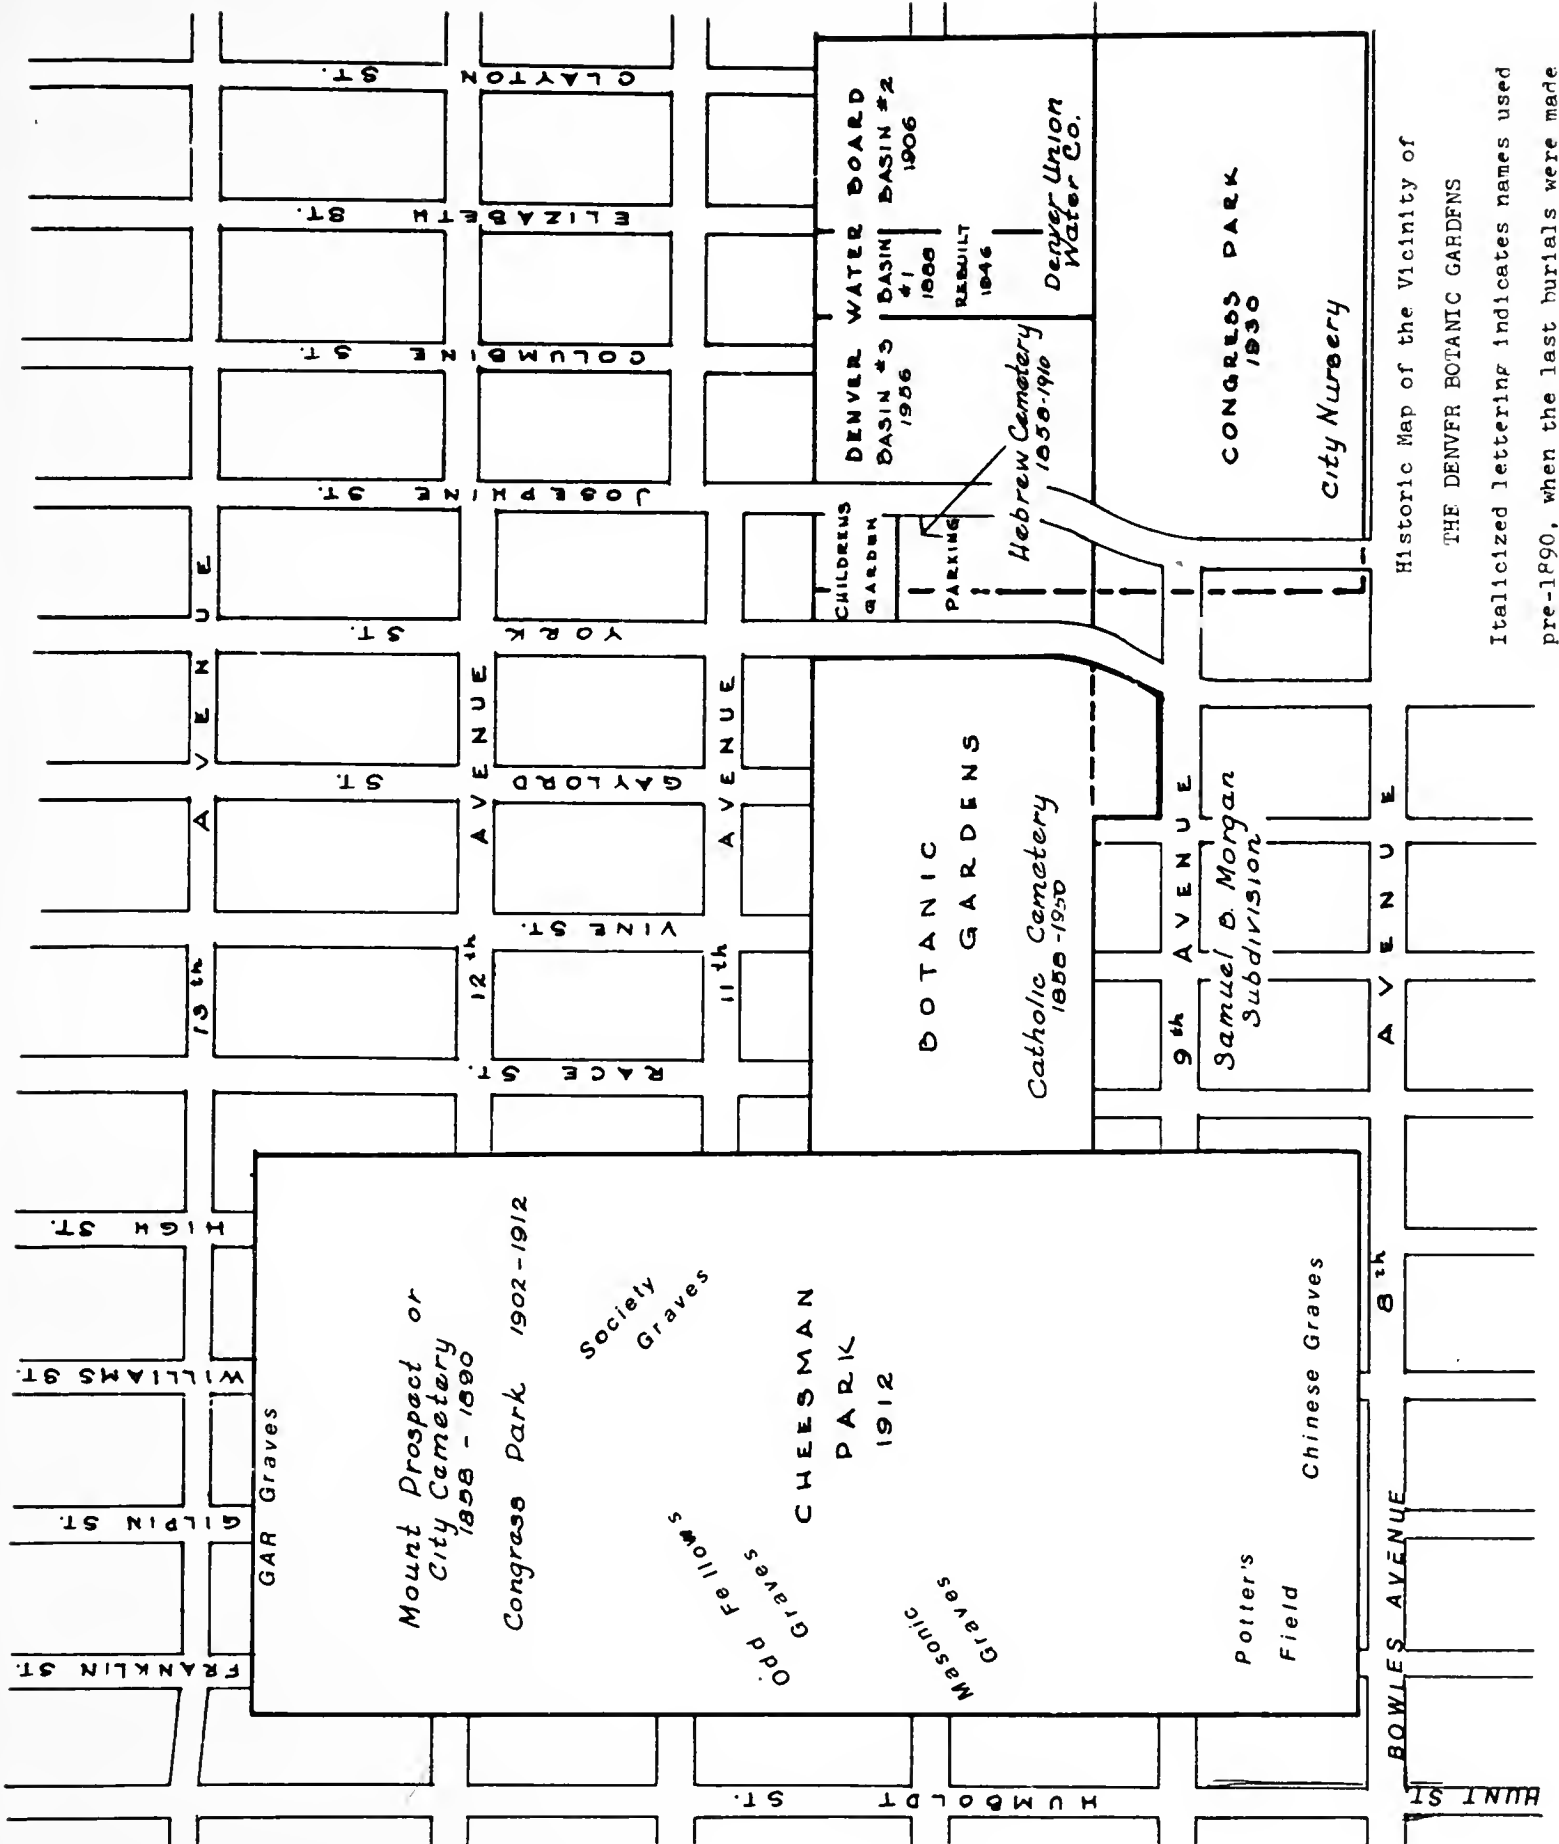 CLAYTON ST.
ELIZABETH ST.
COLUMBINE ST.
JOSEPHINE ST.
YORK ST.
GAYLORD ST
VINE ST.
RACE ST.
HIGH ST.
WILLIAMS ST.
GILPIN ST.
FRANKLIN ST.
HUMBOLDT ST.
HUNT ST
13th AVENUE
12th AVENUE
11th AVENUE
9th AVENUE
8th AVENUE
BOWLES AVENUE
GAR Graves
Mount Prospect or
City Cemetery
1858 - 1890
Congress Park 1902-1912
Society
Graves
Odd Fellows
Graves
CHEESMAN
PARK
1912
Masonic
Graves
Potter's
Field
Chinese Graves
BOTANIC
GARDENS
Catholic Cemetery
1858-1950
Samuel B. Morgan
Subdivision
CHILDRENS
GARDEN
PARKING
Hebrew Cemetery
1858-1910
DENVER WATER BOARD
BASIN #3
1956
BASIN
#1
1888
REBUILT
1946
BASIN #2
1906
Denver Union
Water Co.
CONGRESS PARK
1930
City Nursery
Historic Map of the Vicinity of
THE DENVFR BOTANIC GARDFNS
Italicized lettering indicates names used
pre-1890, when the last burials were made